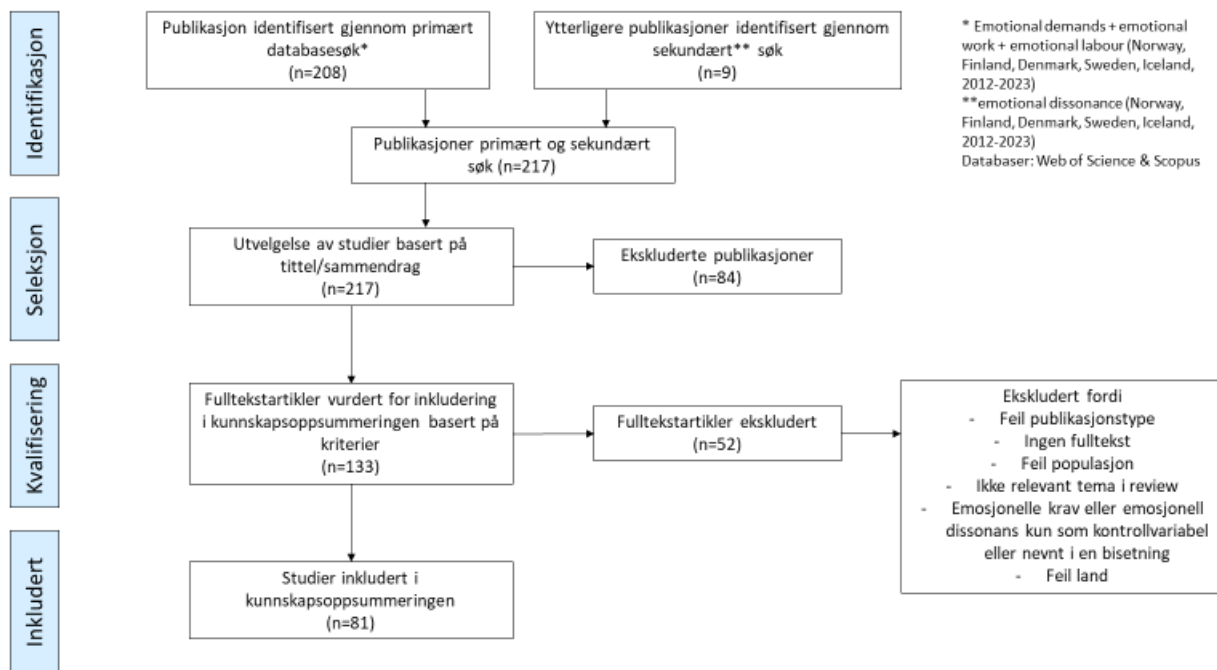 Identifikasjon
Publikasjon identifisert gjennom primært
databasesøk*
(n=208)
Ytterligere publikasjoner identifisert gjennom
sekundært** søk
(n=9)
* Emotional demands + emotional
work + emotional labour (Norway,
Finland, Denmark, Sweden, Iceland,
2012-2023)
**emotional dissonance (Norway,
Finland, Denmark, Sweden, Iceland,
2012-2023)
Databaser: Web of Science & Scopus
Publikasjoner primært og sekundært
søk (n=217)
Seleksjon
Utvelgelse av studier basert på
tittel/sammendrag
(n=217)
Ekskluderte publikasjoner
(n=84)
Kvalifisering
Fulltekstartikler vurdert for inkludering
i kunnskapsoppsummeringen basert på
kriterier
(n=133)
Fulltekstartikler ekskludert
(n=52)
Ekskludert fordi
- Feil publikasjonstype
- Ingen fulltekst
- Feil populasjon
- Ikke relevant tema i review
- Emosjonelle krav eller emosjonell
dissonans kun som kontrollvariabel
eller nevnt i en bisetning
- Feil land
Inkludert
Studier inkludert i
kunnskapsoppsummeringen
(n=81)